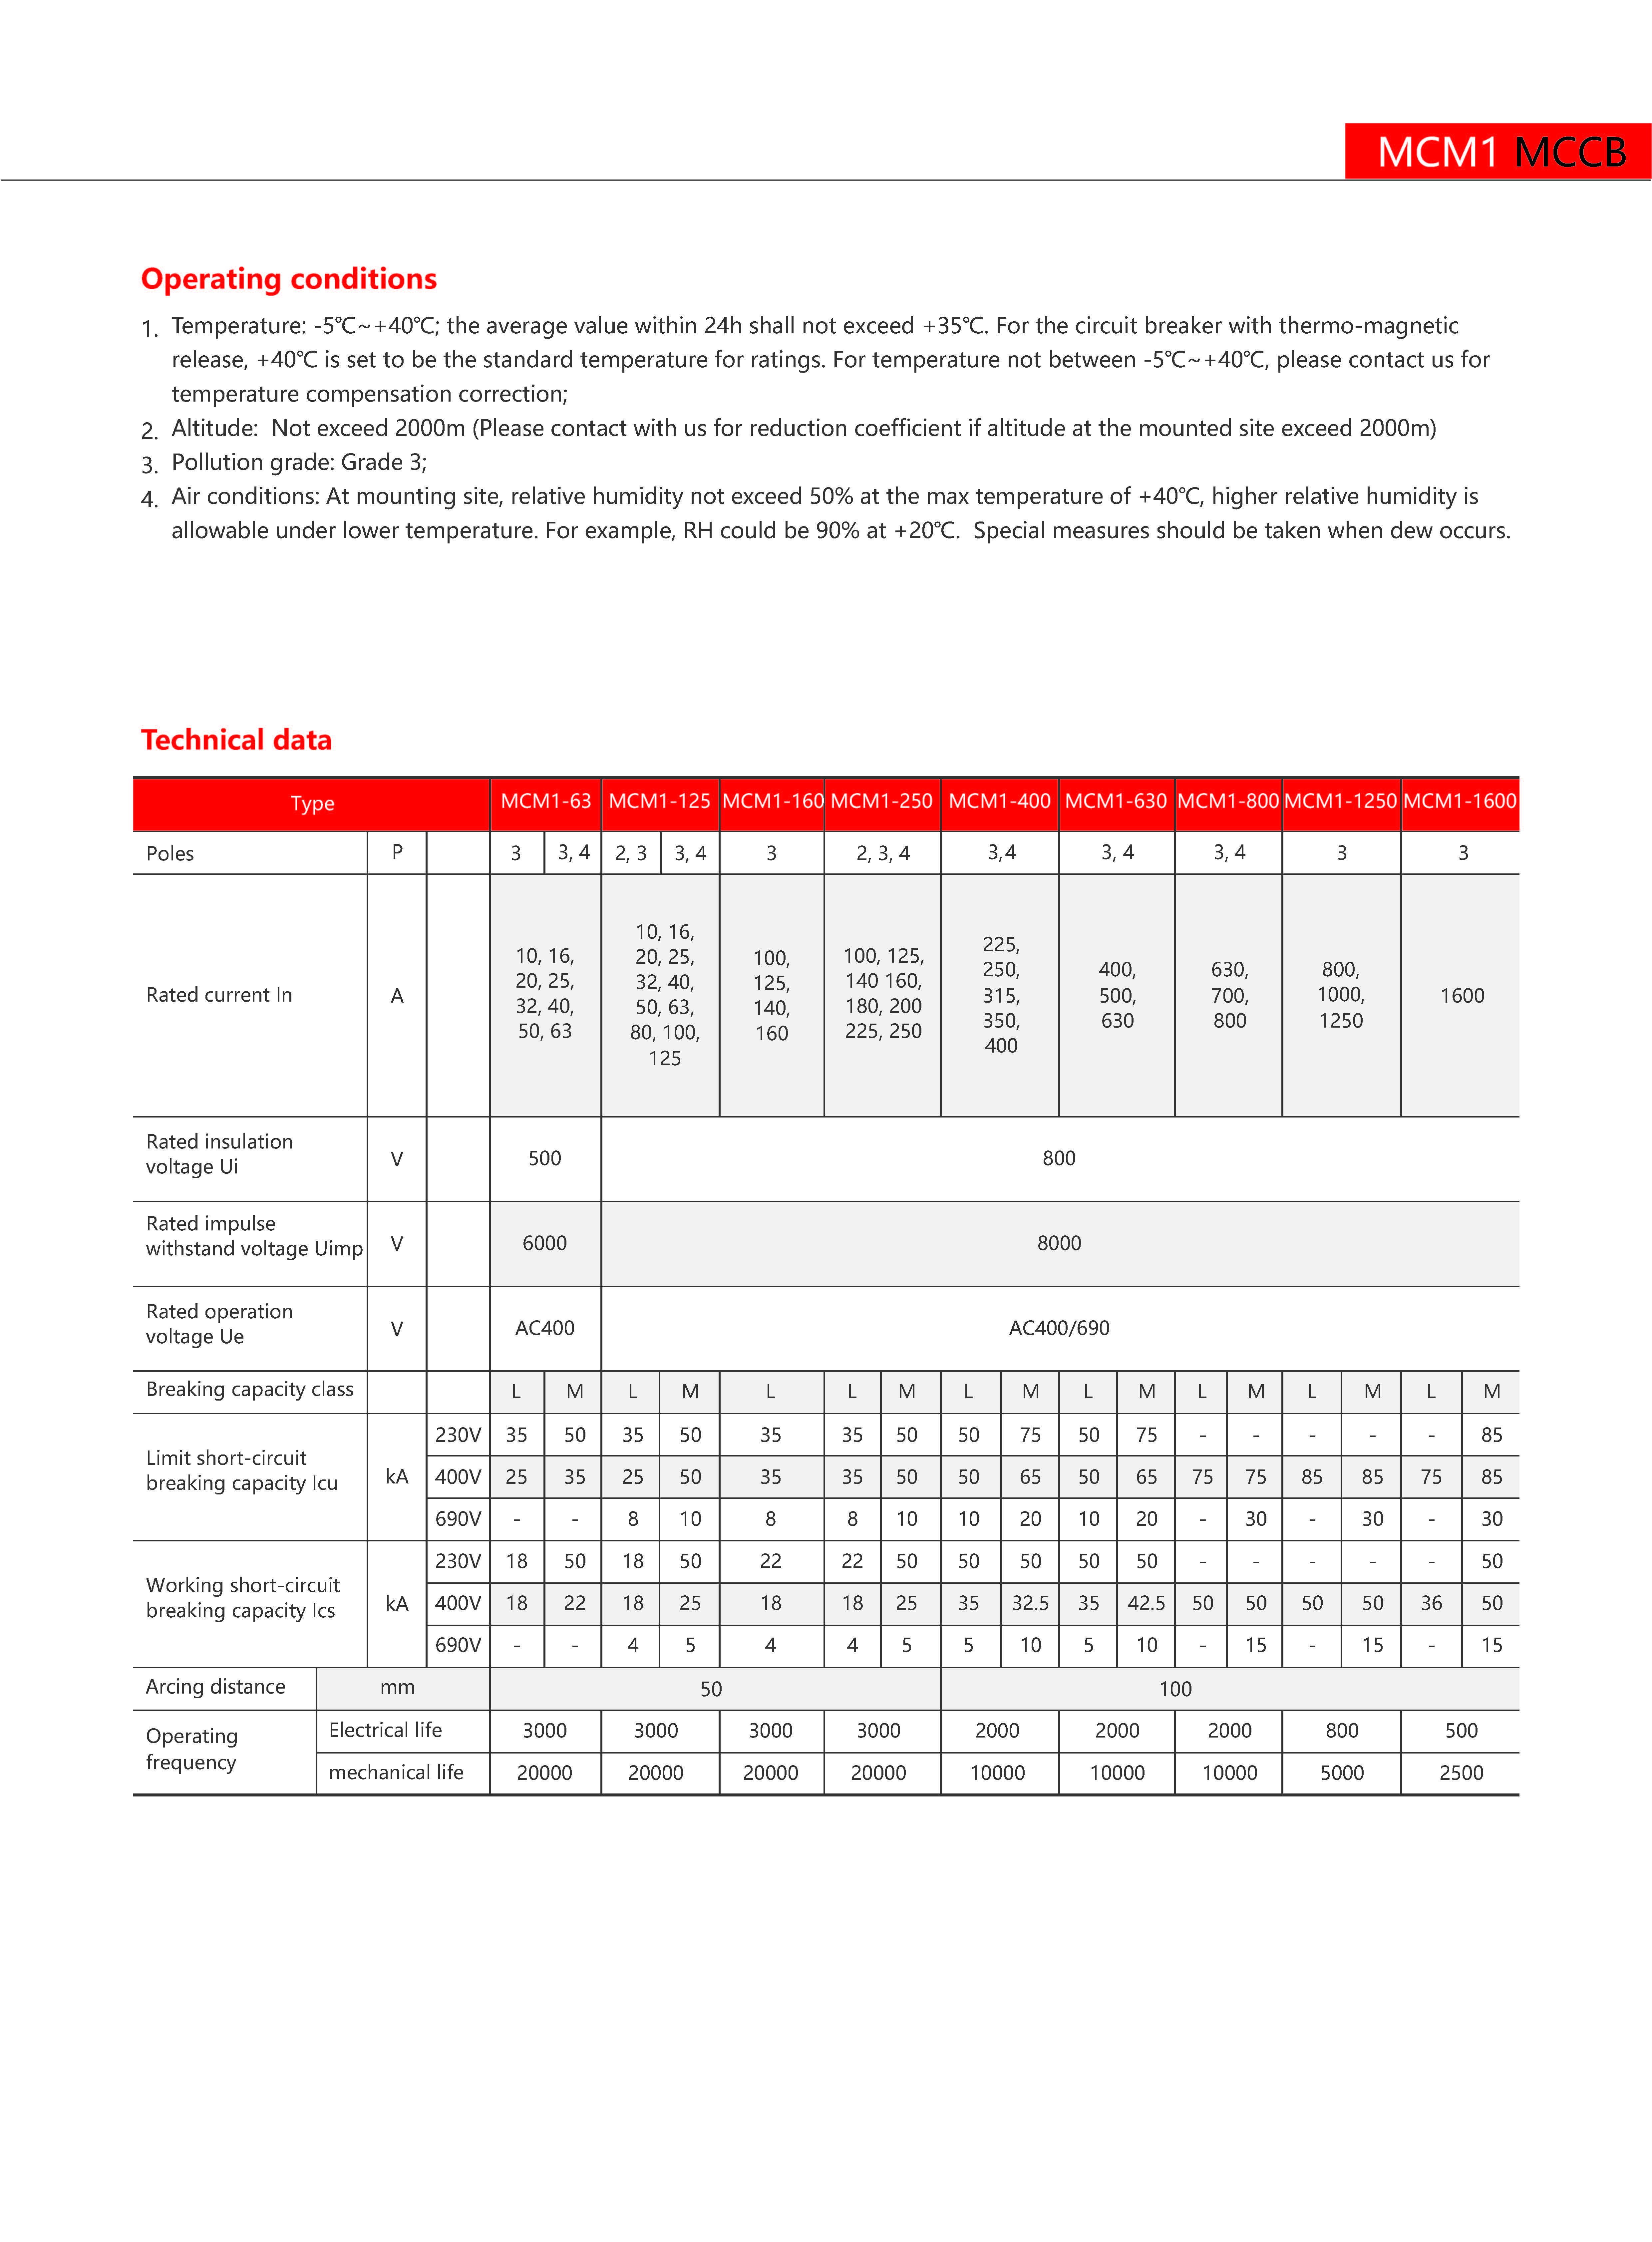 MCM1 MCCB
Operating conditions
1. Temperature: -5℃~+40℃; the average value within 24h shall not exceed +35℃. For the circuit breaker with thermo-magnetic
release, +40℃ is set to be the standard temperature for ratings. For temperature not between -5℃~+40℃, please contact us for
temperature compensation correction;
2. Altitude: Not exceed 2000m (Please contact with us for reduction coefficient if altitude at the mounted site exceed 2000m)
3. Pollution grade: Grade 3;
4. Air conditions: At mounting site, relative humidity not exceed 50% at the max temperature of +40℃, higher relative humidity is
allowable under lower temperature. For example, RH could be 90% at +20℃. Special measures should be taken when dew occurs.
Technical data
Type MCM1-63 MCM1-125 MCM1-160 MCM1-250 MCM1-400 MCM1-630 MCM1-800 MCM1-1250 MCM1-1600
Poles P 3 3, 4 2, 3 3, 4 3 2, 3, 4 3,4 3, 4 3, 4 3 3
Rated current In A
10, 16,
20, 25,
32, 40,
50, 63
10, 16,
20, 25,
32, 40,
50, 63,
80, 100,
125
100,
125,
140,
160
100, 125,
140 160,
180, 200
225, 250
225,
250,
315,
350,
400
400,
500,
630
630,
700,
800
800,
1000,
1250
1600
Rated insulation
voltage Ui V 500 800
Rated impulse
withstand voltage Uimp V 6000 8000
Rated operation
voltage Ue V AC400 AC400/690
Breaking capacity class L M L M L L M L M L M L M L M L M
Limit short-circuit
breaking capacity Icu kA
230V 35 50 35 50 35 35 50 50 75 50 75 - - - - - 85
400V 25 35 25 50 35 35 50 50 65 50 65 75 75 85 85 75 85
690V - - 8 10 8 8 10 10 20 10 20 - 30 - 30 - 30
Working short-circuit
breaking capacity Ics kA
230V 18 50 18 50 22 22 50 50 50 50 50 - - - - - 50
400V 18 22 18 25 18 18 25 35 32.5 35 42.5 50 50 50 50 36 50
690V - - 4 5 4 4 5 5 10 5 10 - 15 - 15 - 15
Arcing distance mm 50 100
Operating
frequency
Electrical life 3000 3000 3000 3000 2000 2000 2000 800 500
mechanical life 20000 20000 20000 20000 10000 10000 10000 5000 2500